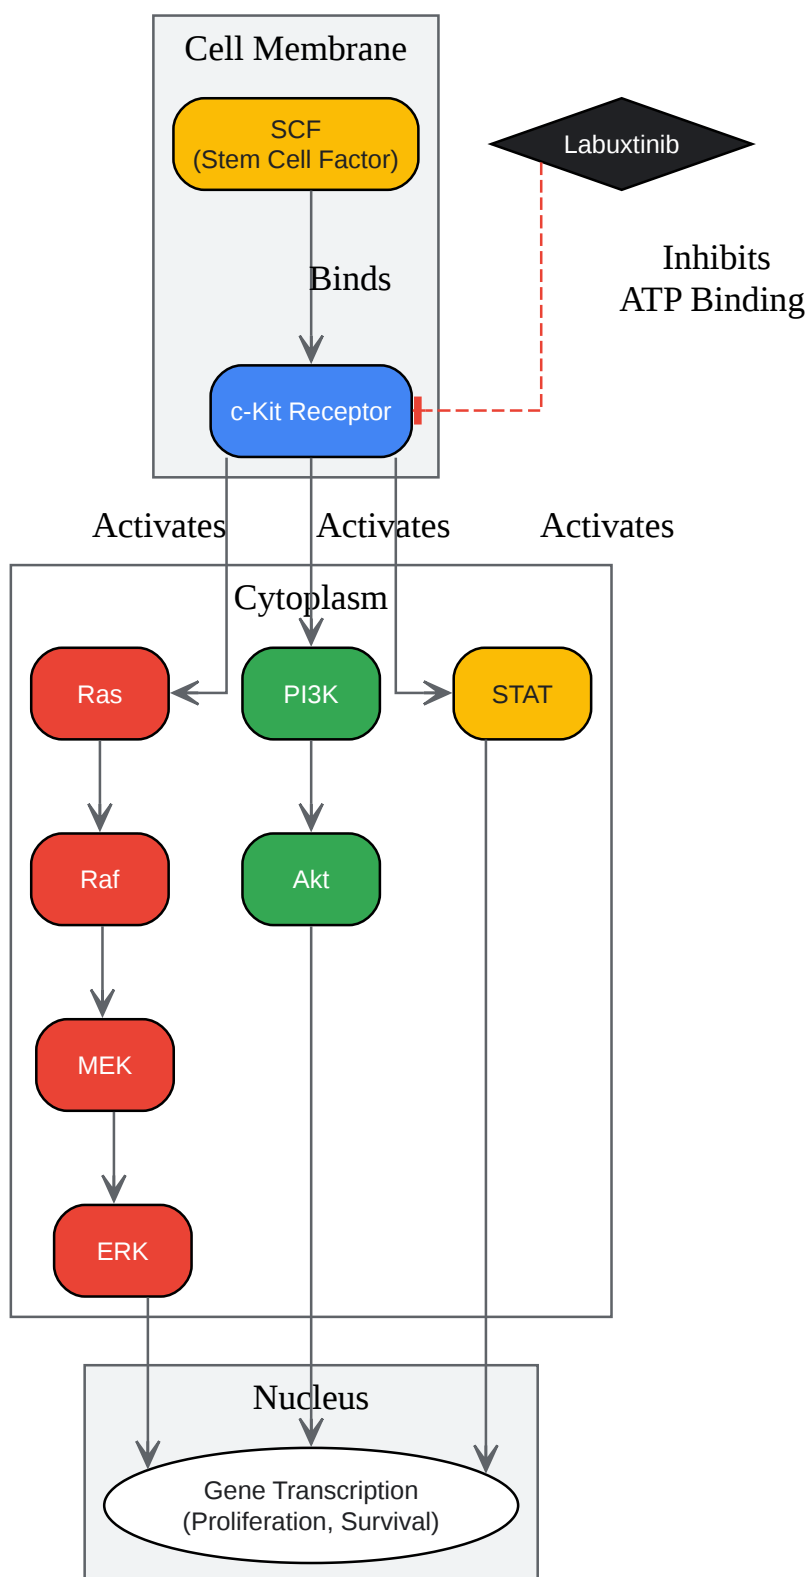 Cell Membrane
SCF
(Stem Cell Factor)
Labuxtinib
Binds
Inhibits
ATP Binding
c-Kit Receptor
Activates
Activates
Activates
Cytoplasm
Ras
PI3K
STAT
Raf
Akt
MEK
ERK
Nucleus
Gene Transcription
(Proliferation, Survival)